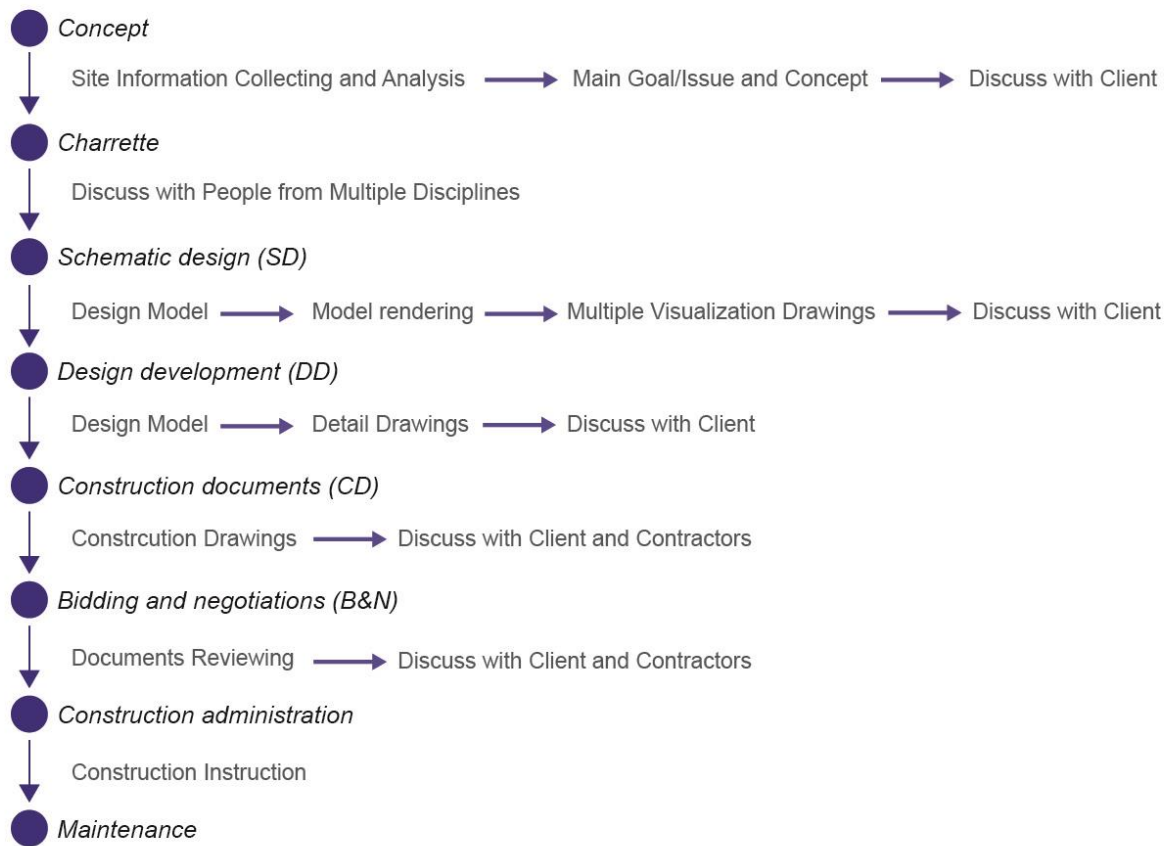 Concept
Site Information Collecting and Analysis Main Goal/Issue and Concept Discuss with Client
Charrette
Discuss with People from Multiple Disciplines
Schematic design (SD)
Design Model Model rendering Multiple Visualization Drawings Discuss with Client
Design development (DD)
Design Model Detail Drawings Discuss with Client
Construction documents (CD)
Constrcution Drawings Discuss with Client and Contractors
Bidding and negotiations (B&N)
Documents Reviewing Discuss with Client and Contractors
Construction administration
Construction Instruction
Maintenance